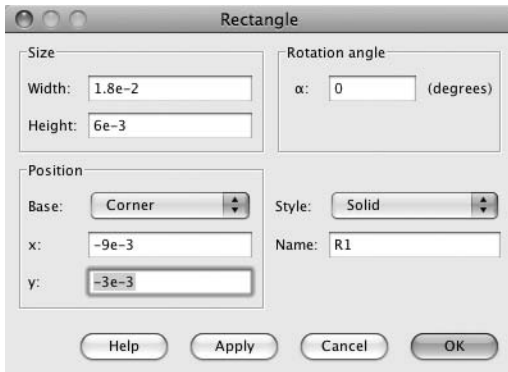 Rectangle
Size
Width: 1.8e-2
Height: 6e-3
Rotation angle
α: 0 (degrees)
Position
Base: Corner
x: -9e-3
y: -3e-3
Style: Solid
Name: R1
Help Apply Cancel OK